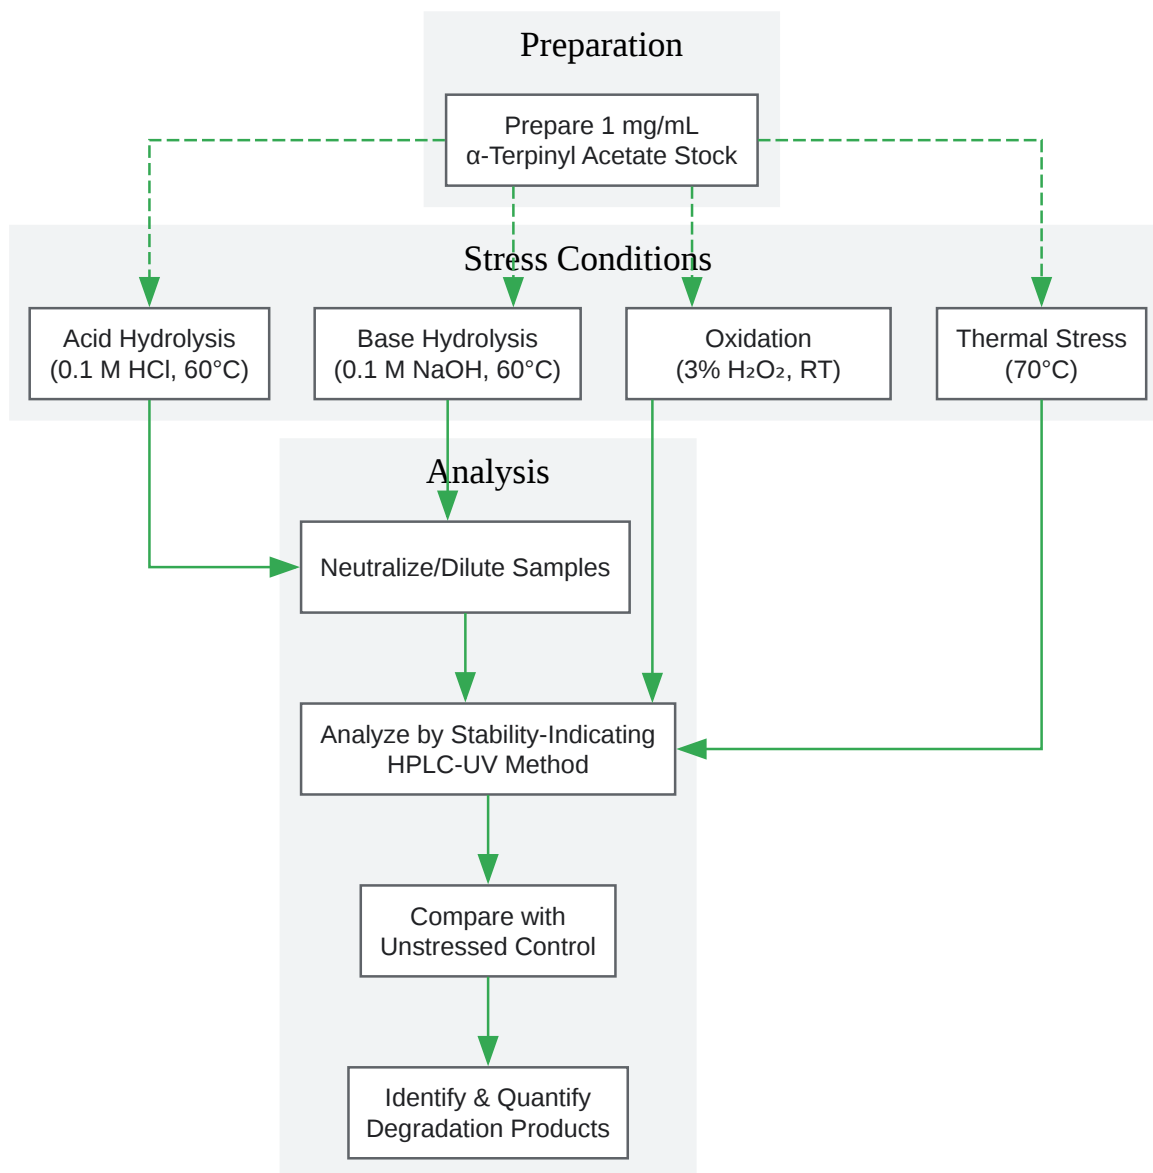 Preparation
Prepare 1 mg/mL
α-Terpinyl Acetate Stock
Stress Conditions
Acid Hydrolysis
(0.1 M HCl, 60°C)
Base Hydrolysis
(0.1 M NaOH, 60°C)
Oxidation
(3% H₂O₂, RT)
Thermal Stress
(70°C)
Analysis
Neutralize/Dilute Samples
Analyze by Stability-Indicating
HPLC-UV Method
Compare with
Unstressed Control
Identify & Quantify
Degradation Products